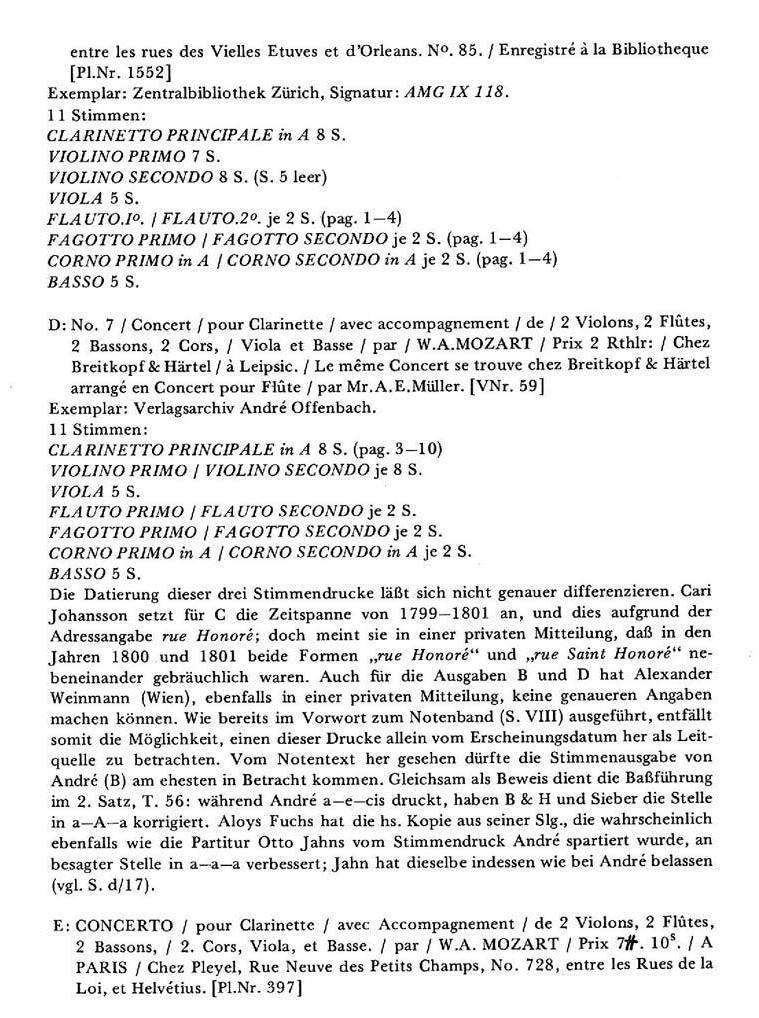 entre les rues des Vielles Etuves et d'Orleans. Nº. 85. / Enregistré à la Bibliotheque
[Pl.Nr. 1552]
Exemplar: Zentralbibliothek Zürich, Signatur: AMG IX 118.
11 Stimmen:
CLARINETTO PRINCIPALE in A 8 S.
VIOLINO PRIMO 7 S.
VIOLINO SECONDO 8 S. (S. 5 leer)
VIOLA 5 S.
FLAUTO.Iº. / FLAUTO.2º. je 2 S. (pag. 1—4)
FAGOTTO PRIMO / FAGOTTO SECONDO je 2 S. (pag. 1—4)
CORNO PRIMO in A / CORNO SECONDO in A je 2 S. (pag. 1—4)
BASSO 5 S.
D: No. 7 / Concert / pour Clarinette / avec accompagnement / de / 2 Violons, 2 Flûtes,
2 Bassons, 2 Cors, / Viola et Basse / par / W.A.MOZART / Prix 2 Rthlr: / Chez
Breitkopf & Härtel / à Leipsic. / Le même Concert se trouve chez Breitkopf & Härtel
arrangé en Concert pour Flûte / par Mr.A.E.Müller. [VNr. 59]
Exemplar: Verlagsarchiv André Offenbach.
11 Stimmen:
CLARINETTO PRINCIPALE in A 8 S. (pag. 3—10)
VIOLINO PRIMO / VIOLINO SECONDO je 8 S.
VIOLA 5 S.
FLAUTO PRIMO / FLAUTO SECONDO je 2 S.
FAGOTTO PRIMO / FAGOTTO SECONDO je 2 S.
CORNO PRIMO in A / CORNO SECONDO in A je 2 S.
BASSO 5 S.
Die Datierung dieser drei Stimmendrucke läßt sich nicht genauer differenzieren. Cari
Johansson setzt für C die Zeitspanne von 1799—1801 an, und dies aufgrund der
Adressangabe rue Honoré; doch meint sie in einer privaten Mitteilung, daß in den
Jahren 1800 und 1801 beide Formen „rue Honoré“ und „rue Saint Honoré“ ne-
beneinander gebräuchlich waren. Auch für die Ausgaben B und D hat Alexander
Weinmann (Wien), ebenfalls in einer privaten Mitteilung, keine genaueren Angaben
machen können. Wie bereits im Vorwort zum Notenband (S. VIII) ausgeführt, entfällt
somit die Möglichkeit, einen dieser Drucke allein vom Erscheinungsdatum her als Leit-
quelle zu betrachten. Vom Notentext her gesehen dürfte die Stimmenausgabe von
André (B) am ehesten in Betracht kommen. Gleichsam als Beweis dient die Baßführung
im 2. Satz, T. 56: während André a—e—cis druckt, haben B & H und Sieber die Stelle
in a—A—a korrigiert. Aloys Fuchs hat die hs. Kopie aus seiner Slg., die wahrscheinlich
ebenfalls wie die Partitur Otto Jahns vom Stimmendruck André spartiert wurde, an
besagter Stelle in a—a—a verbessert; Jahn hat dieselbe indessen wie bei André belassen
(vgl. S. d/17).
E: CONCERTO / pour Clarinette / avec Accompagnement / de 2 Violons, 2 Flûtes,
2 Bassons, / 2. Cors, Viola, et Basse. / par / W.A. MOZART / Prix 7#. 10ˢ. / A
PARIS / Chez Pleyel, Rue Neuve des Petits Champs, No. 728, entre les Rues de la
Loi, et Helvétius. [Pl.Nr. 397]